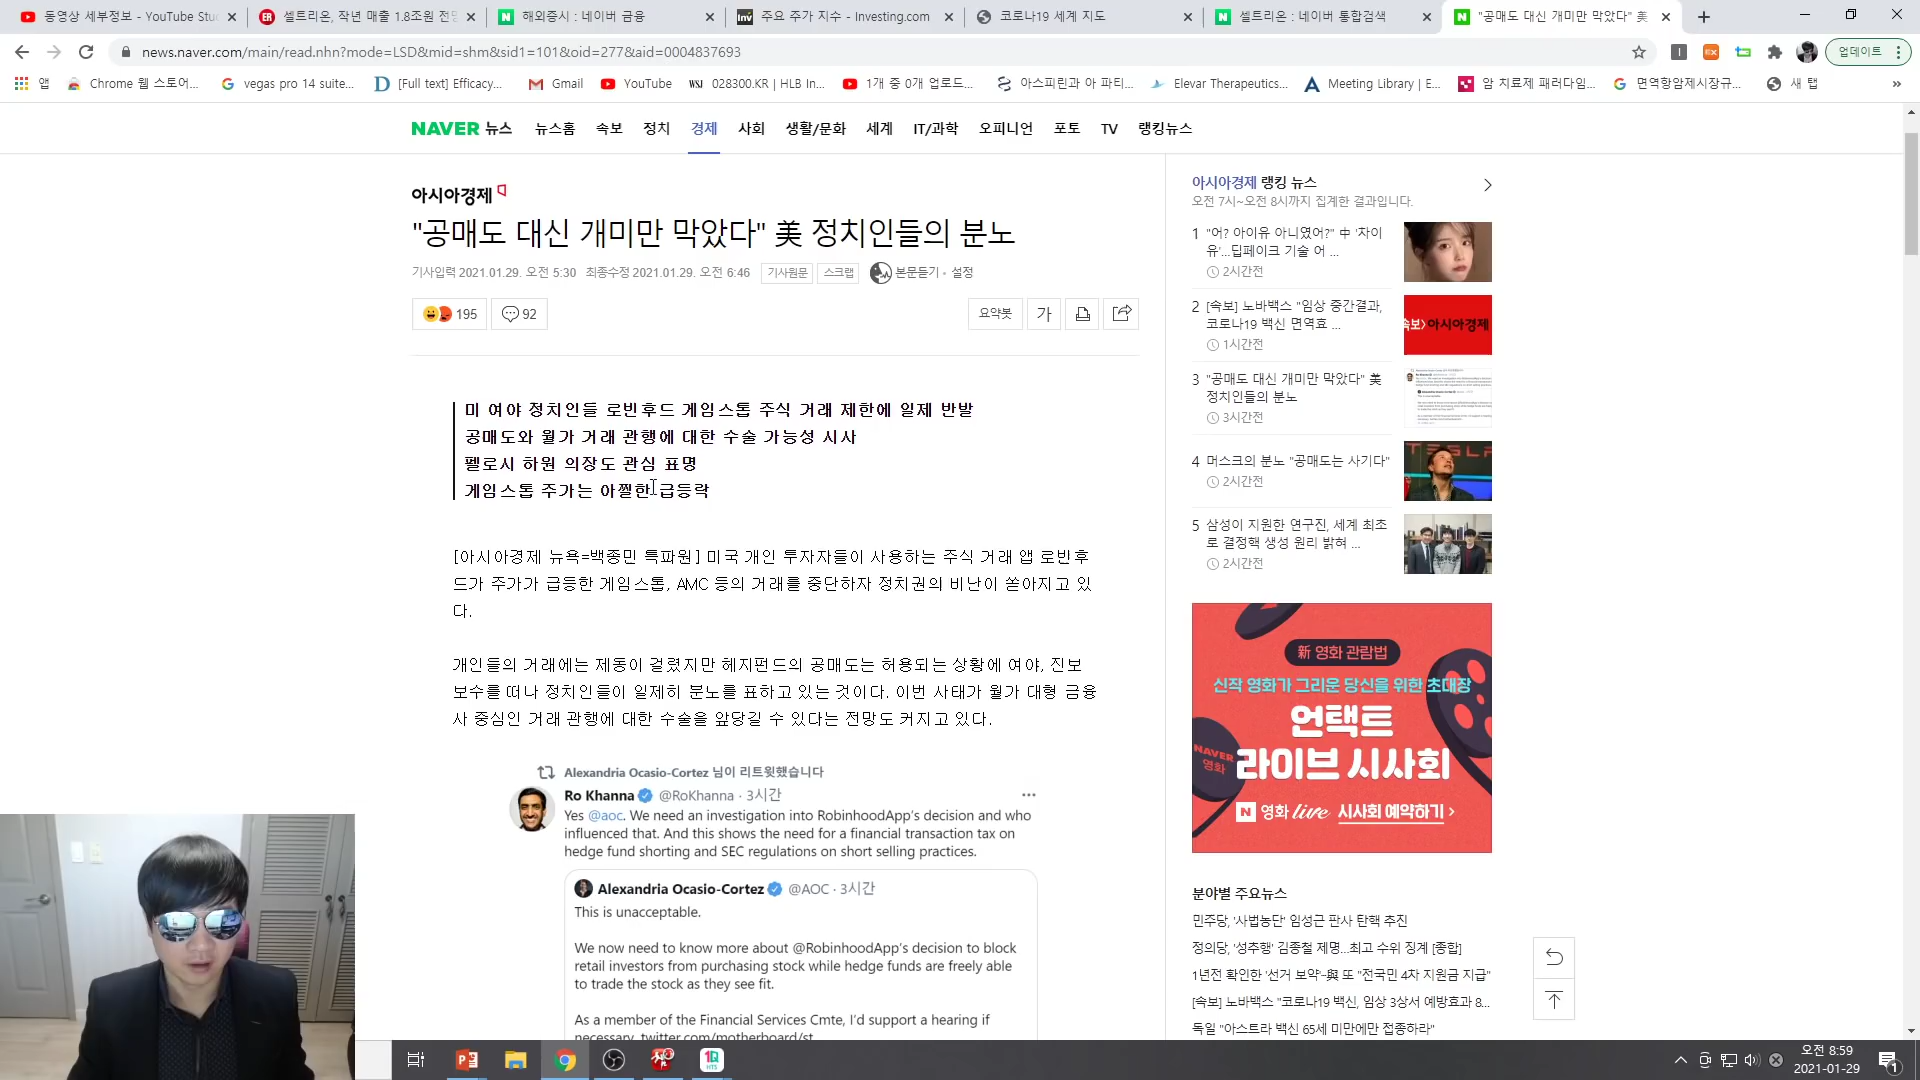 동영상 세부정보 - YouTube Stu
셀트리온, 작년 매출 1.8조원 전망
해외증시 : 네이버 금융
주요 주가 지수 - Investing.com
코로나19 세계 지도
셀트리온 : 네이버 통합검색
"공매도 대신 개미만 막았다" 美
news.naver.com/main/read.nhn?mode=LSD&mid=shm&sid1=101&oid=277&aid=0004837693
업데이트
앱
Chrome 웹 스토어...
vegas pro 14 suite...
[Full text] Efficacy...
Gmail
YouTube
028300.KR | HLB In...
1개 중 0개 업로드...
아스피린과 아 파티...
Elevar Therapeutics...
Meeting Library | E...
암 치료제 패러다임...
면역항암제시장규...
새 탭
NAVER 뉴스 뉴스홈 속보 정치 경제 사회 생활/문화 세계 IT/과학 오피니언 포토 TV 랭킹뉴스
아시아경제
"공매도 대신 개미만 막았다" 美 정치인들의 분노
기사입력 2021.01.29. 오전 5:30 최종수정 2021.01.29. 오전 6:46 기사원문 스크랩 본문듣기 · 설정
195 92 요약봇 가
미 여야 정치인들 로빈후드 게임스톱 주식 거래 제한에 일제 반발
공매도와 월가 거래 관행에 대한 수술 가능성 시사
펠로시 하원 의장도 관심 표명
게임스톱 주가는 아찔한 급등락
[아시아경제 뉴욕=백종민 특파원] 미국 개인 투자자들이 사용하는 주식 거래 앱 로빈후
드가 주가가 급등한 게임스톱, AMC 등의 거래를 중단하자 정치권의 비난이 쏟아지고 있
다.
개인들의 거래에는 제동이 걸렸지만 헤지펀드의 공매도는 허용되는 상황에 여야, 진보
보수를 떠나 정치인들이 일제히 분노를 표하고 있는 것이다. 이번 사태가 월가 대형 금융
사 중심인 거래 관행에 대한 수술을 앞당길 수 있다는 전망도 커지고 있다.
Alexandria Ocasio-Cortez 님이 리트윗했습니다
Ro Khanna @RoKhanna · 3시간
Yes @aoc. We need an investigation into RobinhoodApp's decision and who
influenced that. And this shows the need for a financial transaction tax on
hedge fund shorting and SEC regulations on short selling practices.
Alexandria Ocasio-Cortez @AOC · 3시간
This is unacceptable.
We now need to know more about @RobinhoodApp's decision to block
retail investors from purchasing stock while hedge funds are freely able
to trade the stock as they see fit.
As a member of the Financial Services Cmte, I'd support a hearing if
necessary. twitter.com/motherboard/st...
아시아경제 랭킹 뉴스
오전 7시~오전 8시까지 집계한 결과입니다.
1 "어? 아이유 아니였어?" 中 '차이
유'...딥페이크 기술 어 ...
2시간전
2 [속보] 노바백스 "임상 중간결과,
코로나19 백신 면역효 ...
1시간전
속보>아시아경제
3 "공매도 대신 개미만 막았다" 美
정치인들의 분노
3시간전
4 머스크의 분노 "공매도는 사기다"
2시간전
TESL
5 삼성이 지원한 연구진, 세계 최초
로 결정핵 생성 원리 밝혀 ...
2시간전
新 영화 관람법
신작 영화가 그리운 당신을 위한 초대장
언택트
라이브 시사회
NAVER
영화
N 영화 live 시사회 예약하기 >
분야별 주요뉴스
민주당, '사법농단' 임성근 판사 탄핵 추진
정의당, '성추행' 김종철 제명...최고 수위 징계 [종합]
1년전 확인한 '선거 보약'···與 또 "전국민 4차 지원금 지급"
[속보] 노바백스 "코로나19 백신, 임상 3상서 예방효과 8...
독일 "아스트라 백신 65세 미만에만 접종하라"
오전 8:59
2021-01-29